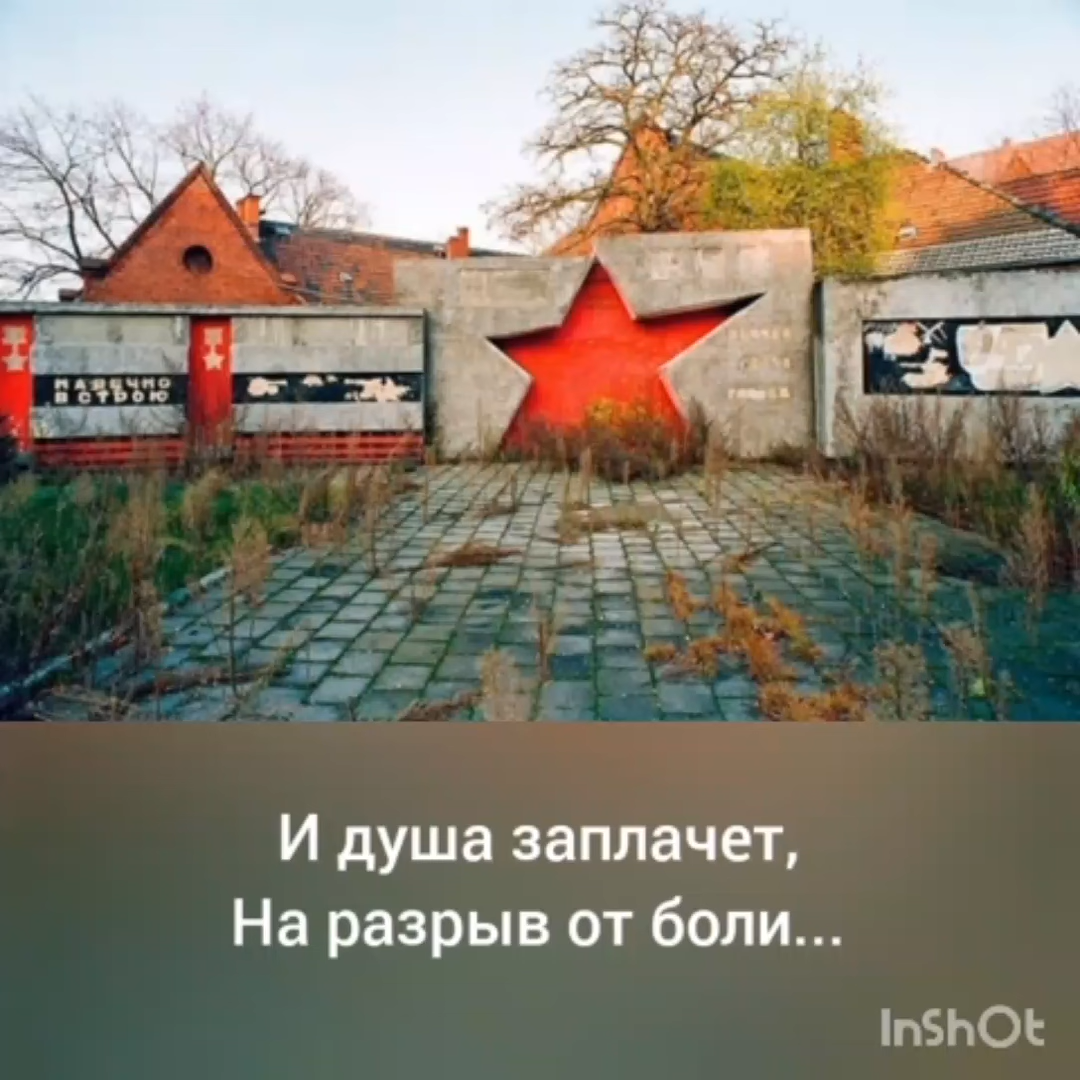 НАВЕЧНО
В СТРОЮ
И душа заплачет,
На разрыв от боли...
InShOt